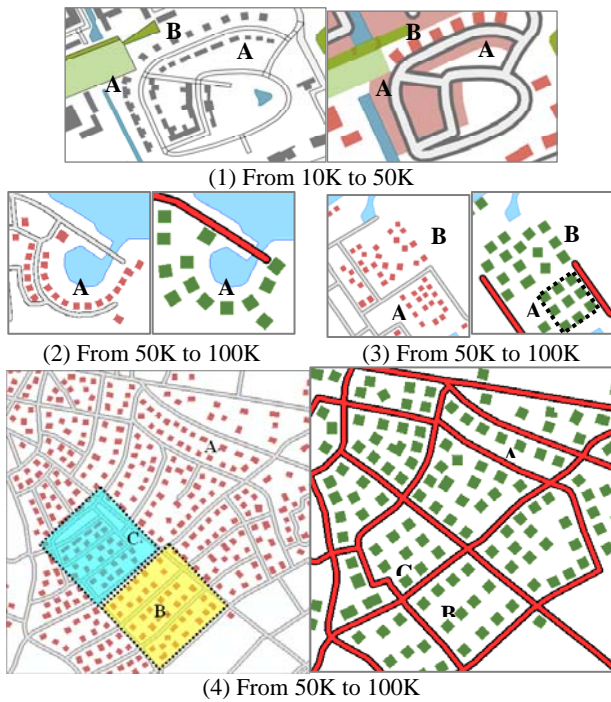 B
A
A
B
A
A
(1) From 10K to 50K
A
A
B
A
B
A
(2) From 50K to 100K
(3) From 50K to 100K
A
C
B
A
C
B
(4) From 50K to 100K